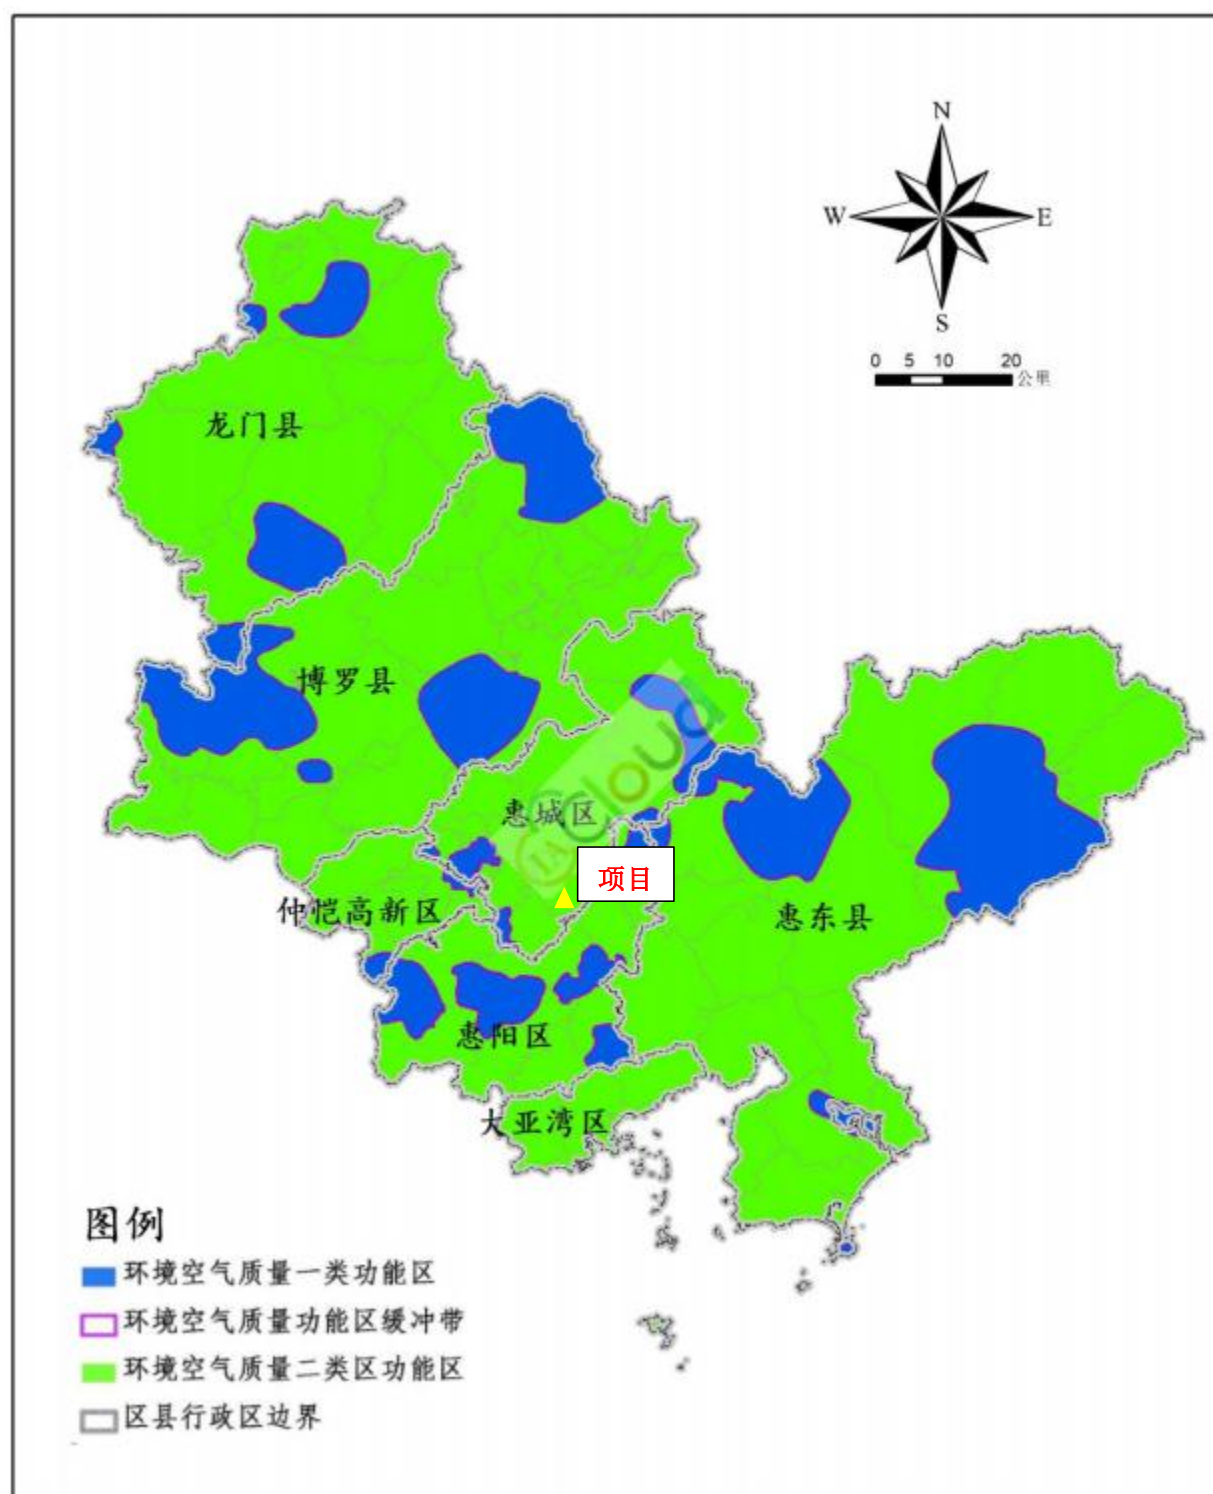 N
W
E
S
0 5 10 20
公里
龙门县
博罗县
惠城区
IACloud
项目
仲恺高新区
惠东县
惠阳区
大亚湾区
图例
环境空气质量一类功能区
环境空气质量功能区缓冲带
环境空气质量二类区功能区
区县行政区边界